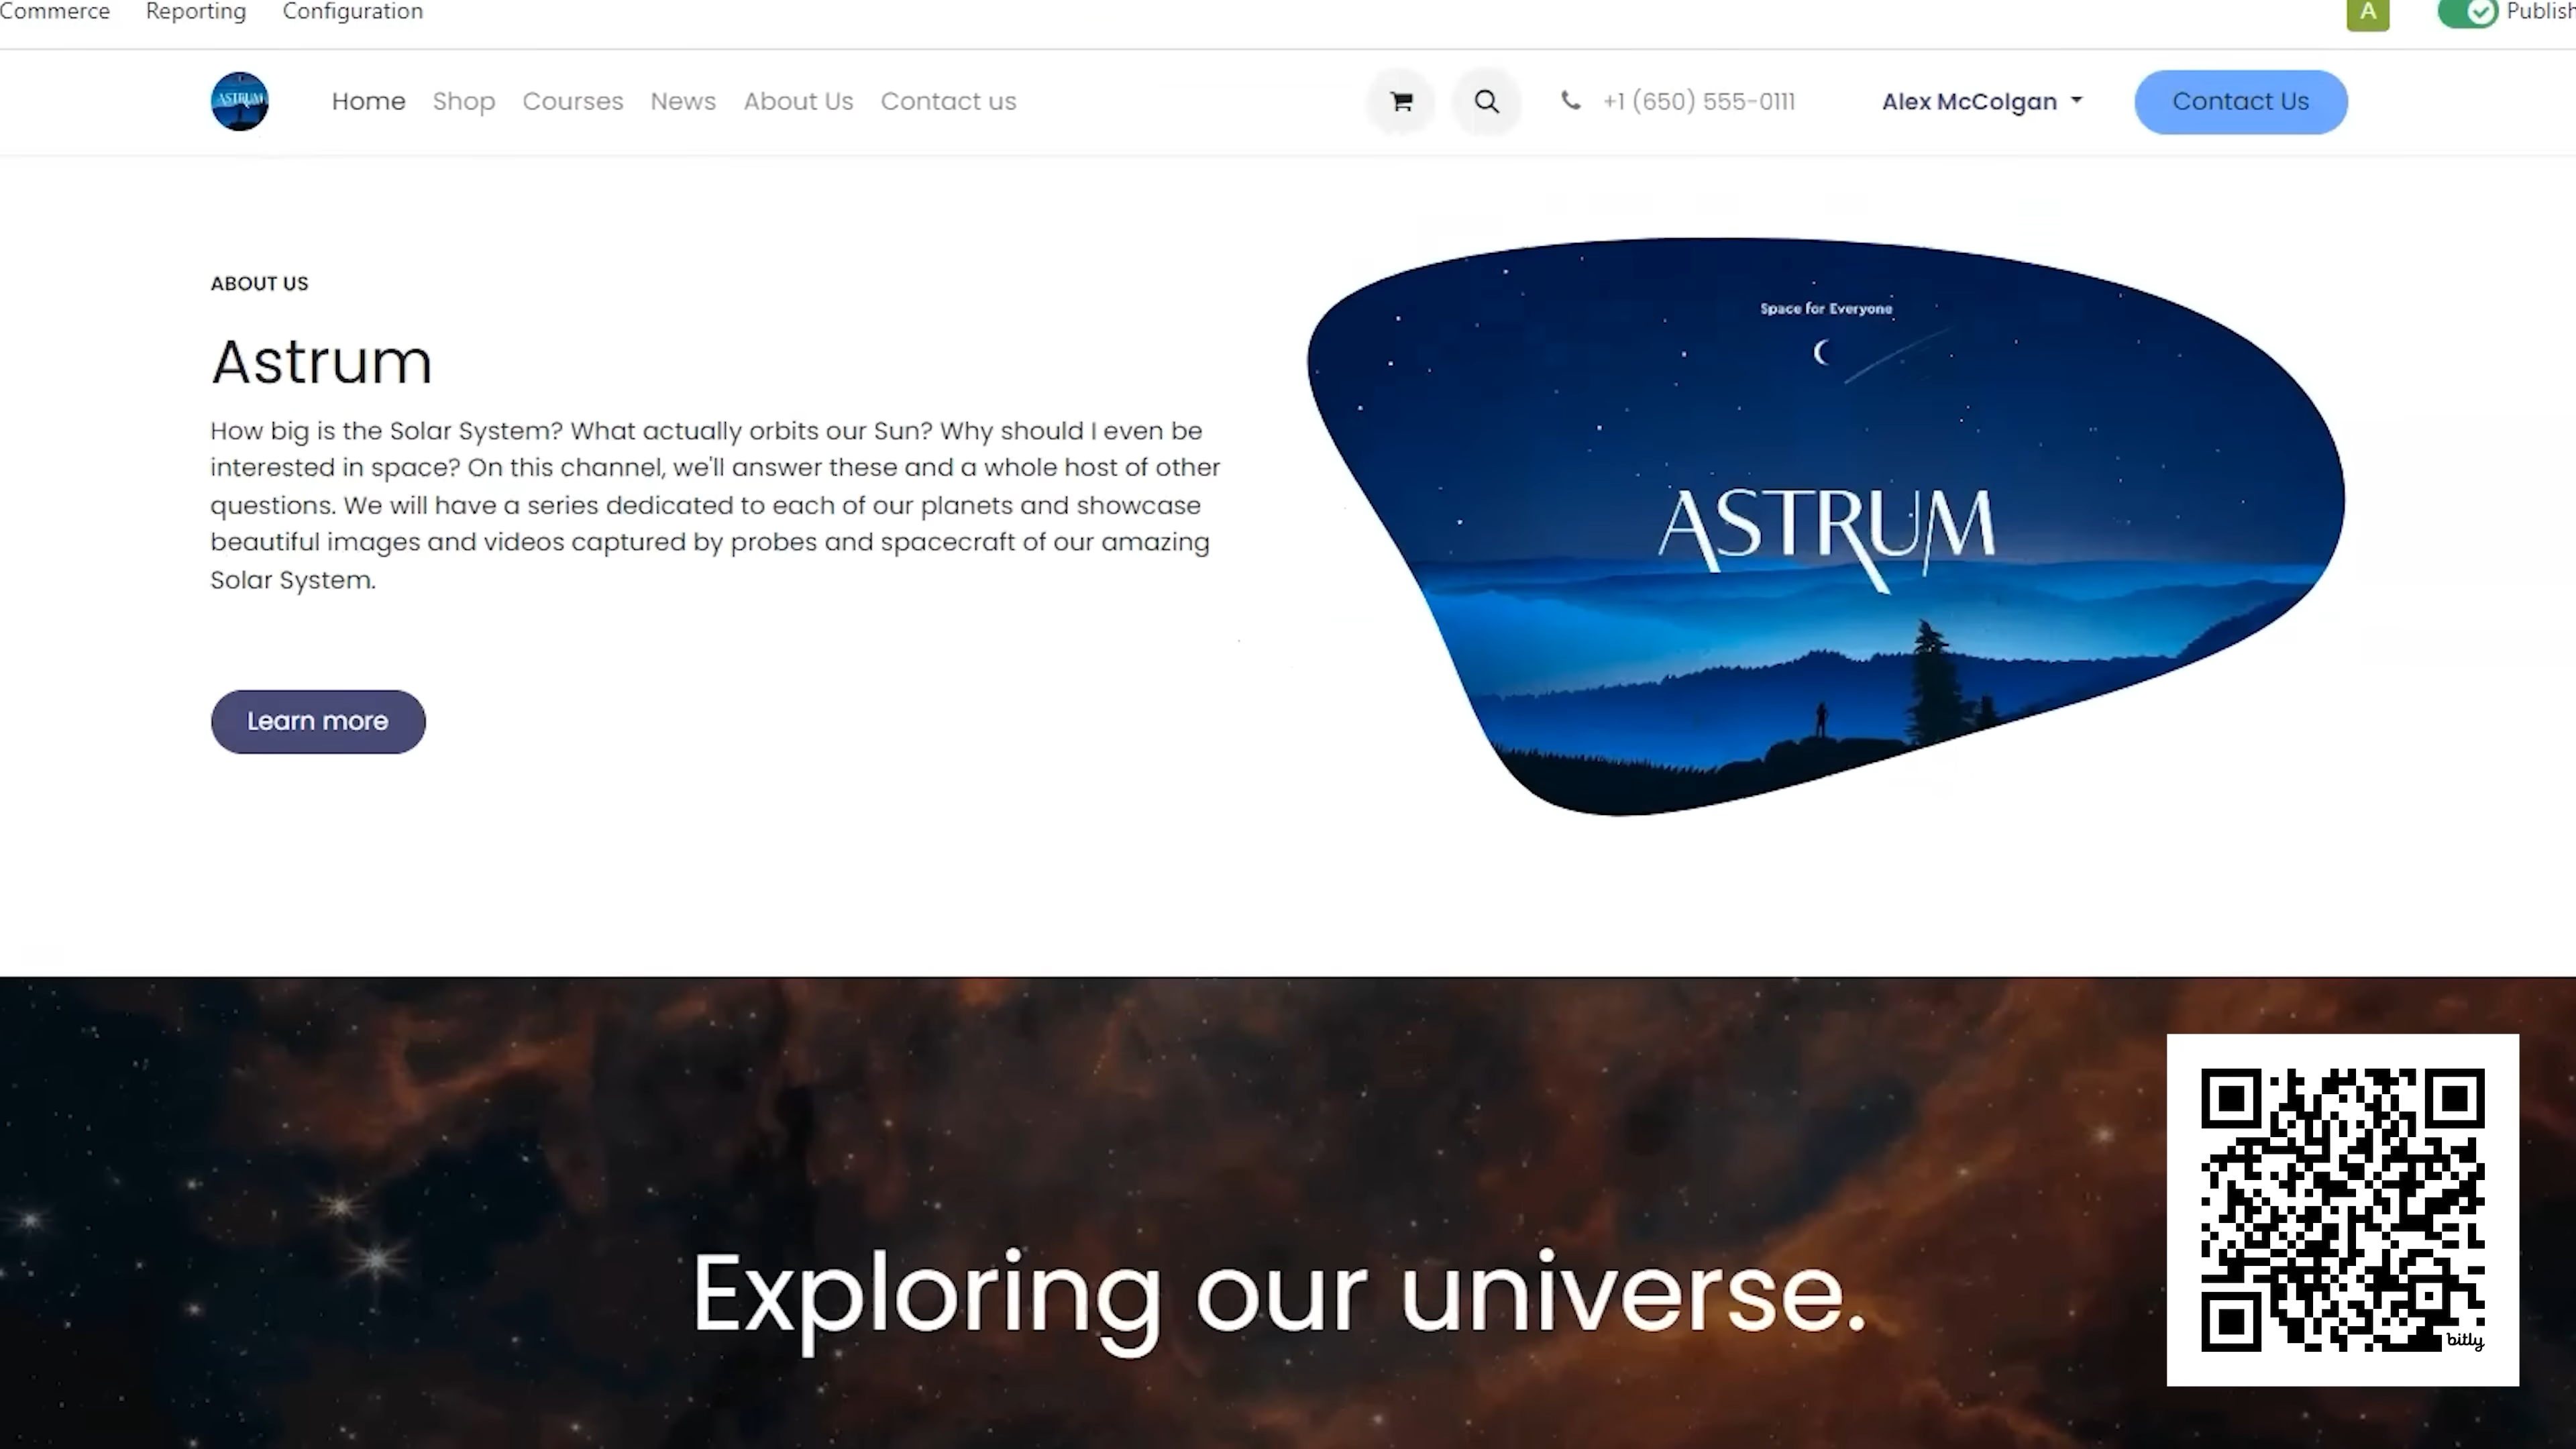 Commerce Reporting Configuration
A
Publish
ASTRUM
Home Shop Courses News About Us Contact us
+1 (650) 555-0111
Alex McColgan
Contact Us
ABOUT US
Astrum
How big is the Solar System? What actually orbits our Sun? Why should I even be
interested in space? On this channel, we'll answer these and a whole host of other
questions. We will have a series dedicated to each of our planets and showcase
beautiful images and videos captured by probes and spacecraft of our amazing
Solar System.
Learn more
Space for Everyone
ASTRUM
Exploring our universe.
bitly